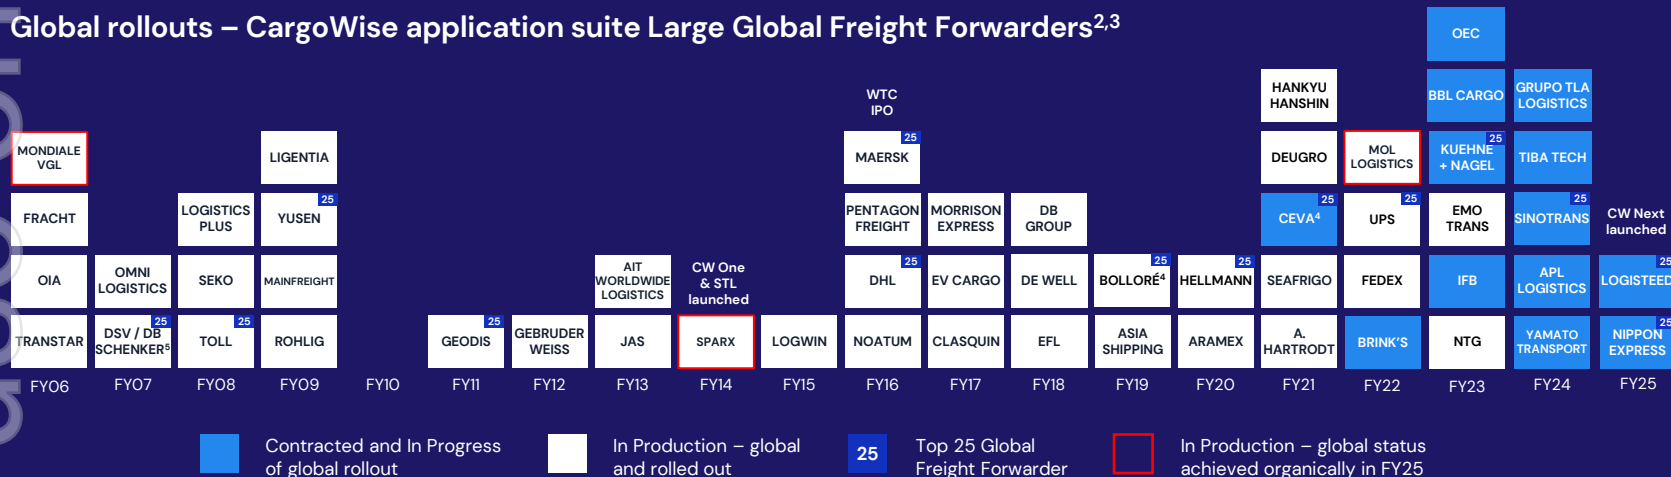 Global rollouts – CargoWise application suite Large Global Freight Forwarders2,3
OEC
WTC
IPO
HANKYU
HANSHIN
BBL CARGO
GRUPO TLA
LOGISTICS
MONDIALE
VGL
LIGENTIA
25
MAERSK
DEUGRO
MOL
LOGISTICS
25
KUEHNE
+ NAGEL
TIBA TECH
FRACHT
LOGISTICS
PLUS
25
YUSEN
PENTAGON
FREIGHT
MORRISON
EXPRESS
DB
GROUP
25
CEVA4
25
UPS
EMO
TRANS
25
SINOTRANS
CW Next
launched
OIA
OMNI
LOGISTICS
SEKO
MAINFREIGHT
AIT
WORLDWIDE
LOGISTICS
CW One
& STL
launched
25
DHL
EV CARGO
DE WELL
25
BOLLORÉ4
25
HELLMANN
SEAFRIGO
FEDEX
IFB
APL
LOGISTICS
25
LOGISTEED
TRANSTAR
25
DSV / DB
SCHENKER5
25
TOLL
ROHLIG
25
GEODIS
GEBRUDER
WEISS
JAS
SPARX
LOGWIN
NOATUM
CLASQUIN
EFL
ASIA
SHIPPING
ARAMEX
A.
HARTRODT
BRINK'S
NTG
YAMATO
TRANSPORT
25
NIPPON
EXPRESS
FY06
FY07
FY08
FY09
FY10
FY11
FY12
FY13
FY14
FY15
FY16
FY17
FY18
FY19
FY20
FY21
FY22
FY23
FY24
FY25
Contracted and In Progress
of global rollout
In Production – global
and rolled out
25
Top 25 Global
Freight Forwarder
In Production – global status
achieved organically in FY25